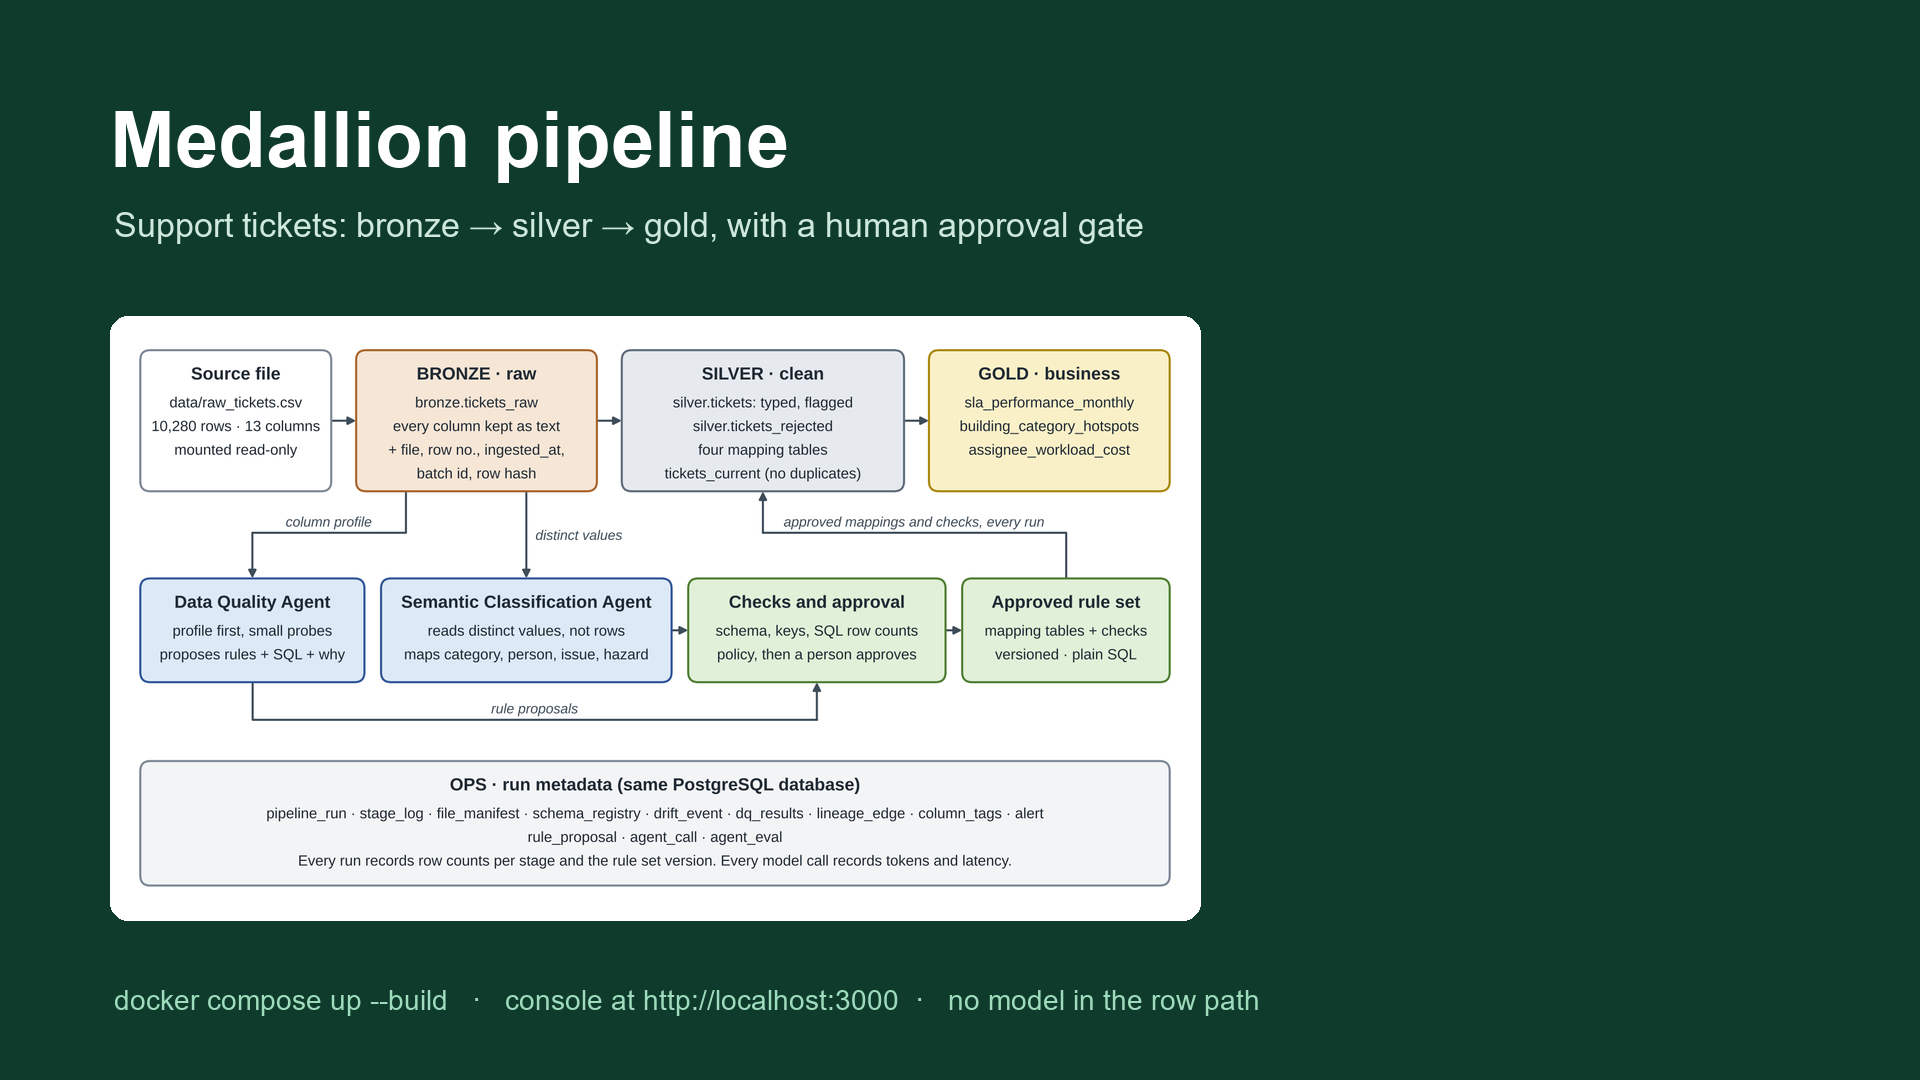 Medallion pipeline
Support tickets: bronze → silver → gold, with a human approval gate
Source file
data/raw_tickets.csv
10,280 rows · 13 columns
mounted read-only
BRONZE · raw
bronze.tickets_raw
every column kept as text
+ file, row no., ingested_at,
batch id, row hash
SILVER · clean
silver.tickets: typed, flagged
silver.tickets_rejected
four mapping tables
tickets_current (no duplicates)
GOLD · business
sla_performance_monthly
building_category_hotspots
assignee_workload_cost
column profile
distinct values
approved mappings and checks, every run
Data Quality Agent
profile first, small probes
proposes rules + SQL + why
Semantic Classification Agent
reads distinct values, not rows
maps category, person, issue, hazard
Checks and approval
schema, keys, SQL row counts
policy, then a person approves
Approved rule set
mapping tables + checks
versioned · plain SQL
rule proposals
OPS · run metadata (same PostgreSQL database)
pipeline_run · stage_log · file_manifest · schema_registry · drift_event · dq_results · lineage_edge · column_tags · alert
rule_proposal · agent_call · agent_eval
Every run records row counts per stage and the rule set version. Every model call records tokens and latency.
docker compose up --build · console at http://localhost:3000 · no model in the row path